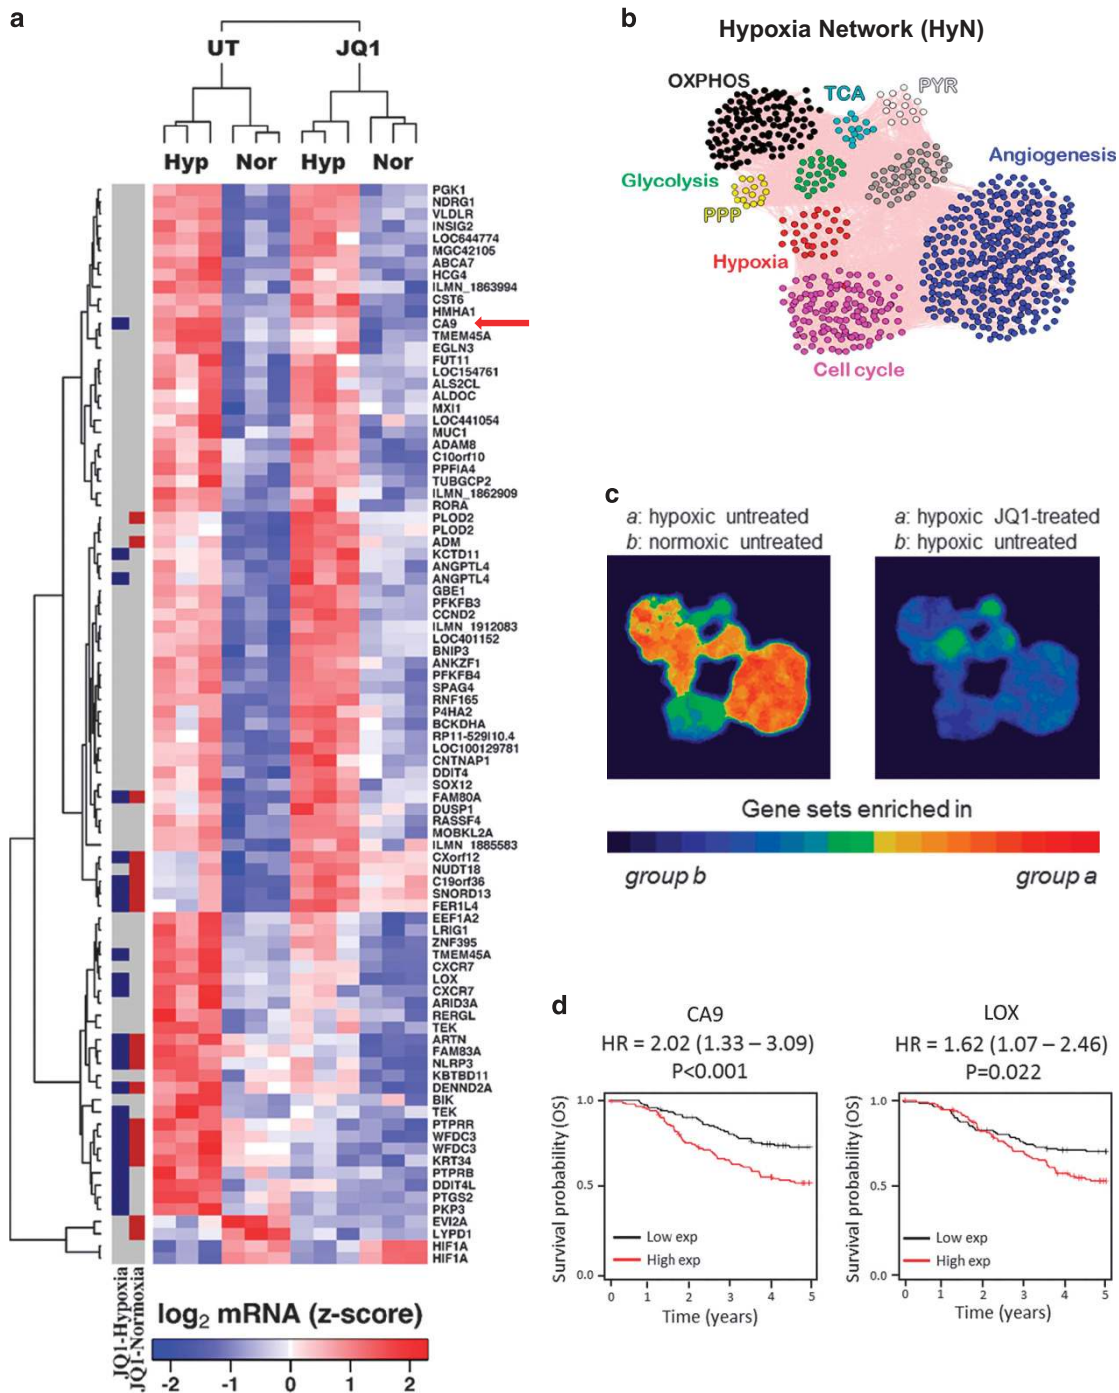 a
UT
JQ1
Hyp
Nor
Hyp
Nor
PGK1
NDRG1
VLDLR
INSIG2
LOC644774
MGC42105
ABCA7
HCG4
ILMN_1863994
CST6
HMHA1
CA9
TMEM45A
EGLN3
FUT11
LOC154761
ALS2CL
ALDOC
MXI1
LOC441054
MUC1
ADAM8
C10orf10
PPFIA4
TUBGCP2
ILMN_1862909
RORA
PLOD2
PLOD2
ADM
KCTD11
ANGPTL4
ANGPTL4
GBE1
PFKFB3
CCND2
ILMN_1912083
LOC401152
BNIP3
ANKZF1
PFKFB4
SPAG4
RNF165
P4HA2
BCKDHA
RP11-529I10.4
LOC100129781
CNTNAP1
DDIT4
SOX12
FAM80A
DUSP1
RASSF4
MOBKL2A
ILMN_1885583
CXorf12
NUDT18
C19orf36
SNORD13
FER1L4
EEF1A2
LRIG1
ZNF395
TMEM45A
CXCR7
LOX
CXCR7
ARID3A
RERGL
TEK
ARTN
FAM83A
NLRP3
KBTBD11
DENND2A
BIK
TEK
PTPRR
WFDC3
WFDC3
KRT34
PTPRB
DDIT4L
PTGS2
PKP3
EVI2A
LYPD1
HIF1A
HIF1A
JQ1-Hypoxia
JQ1-Normoxia
log2 mRNA (z-score)
-2 -1 0 1 2
b
Hypoxia Network (HyN)
OXPHOS
TCA
PYR
Angiogenesis
Glycolysis
PPP
Hypoxia
Cell cycle
c
a: hypoxic untreated
b: normoxic untreated
a: hypoxic JQ1-treated
b: hypoxic untreated
Gene sets enriched in
group b
group a
d
CA9
HR = 2.02 (1.33 – 3.09)
P<0.001
Survival probability (OS)
1.0
0.5
0.0
Low exp
High exp
0 1 2 3 4 5
Time (years)
LOX
HR = 1.62 (1.07 – 2.46)
P=0.022
Survival probability (OS)
1.0
0.5
0.0
Low exp
High exp
0 1 2 3 4 5
Time (years)